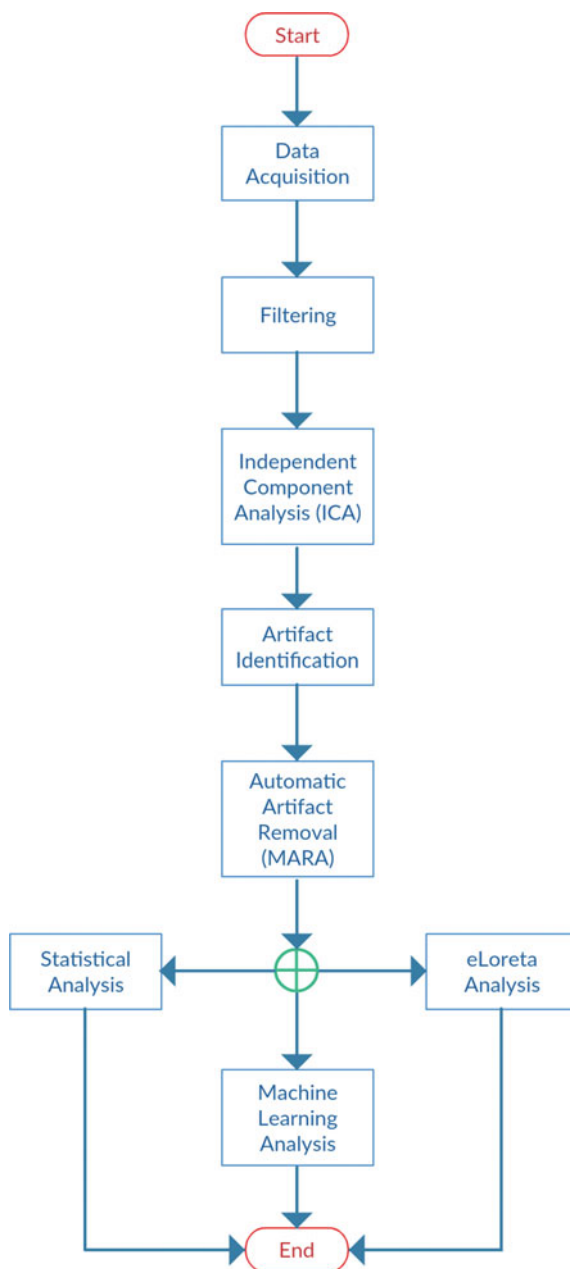 Start
Data
Acquisition
Filtering
Independent
Component
Analysis (ICA)
Artifact
Identification
Automatic
Artifact
Removal
(MARA)
Statistical
Analysis
eLoreta
Analysis
Machine
Learning
Analysis
End